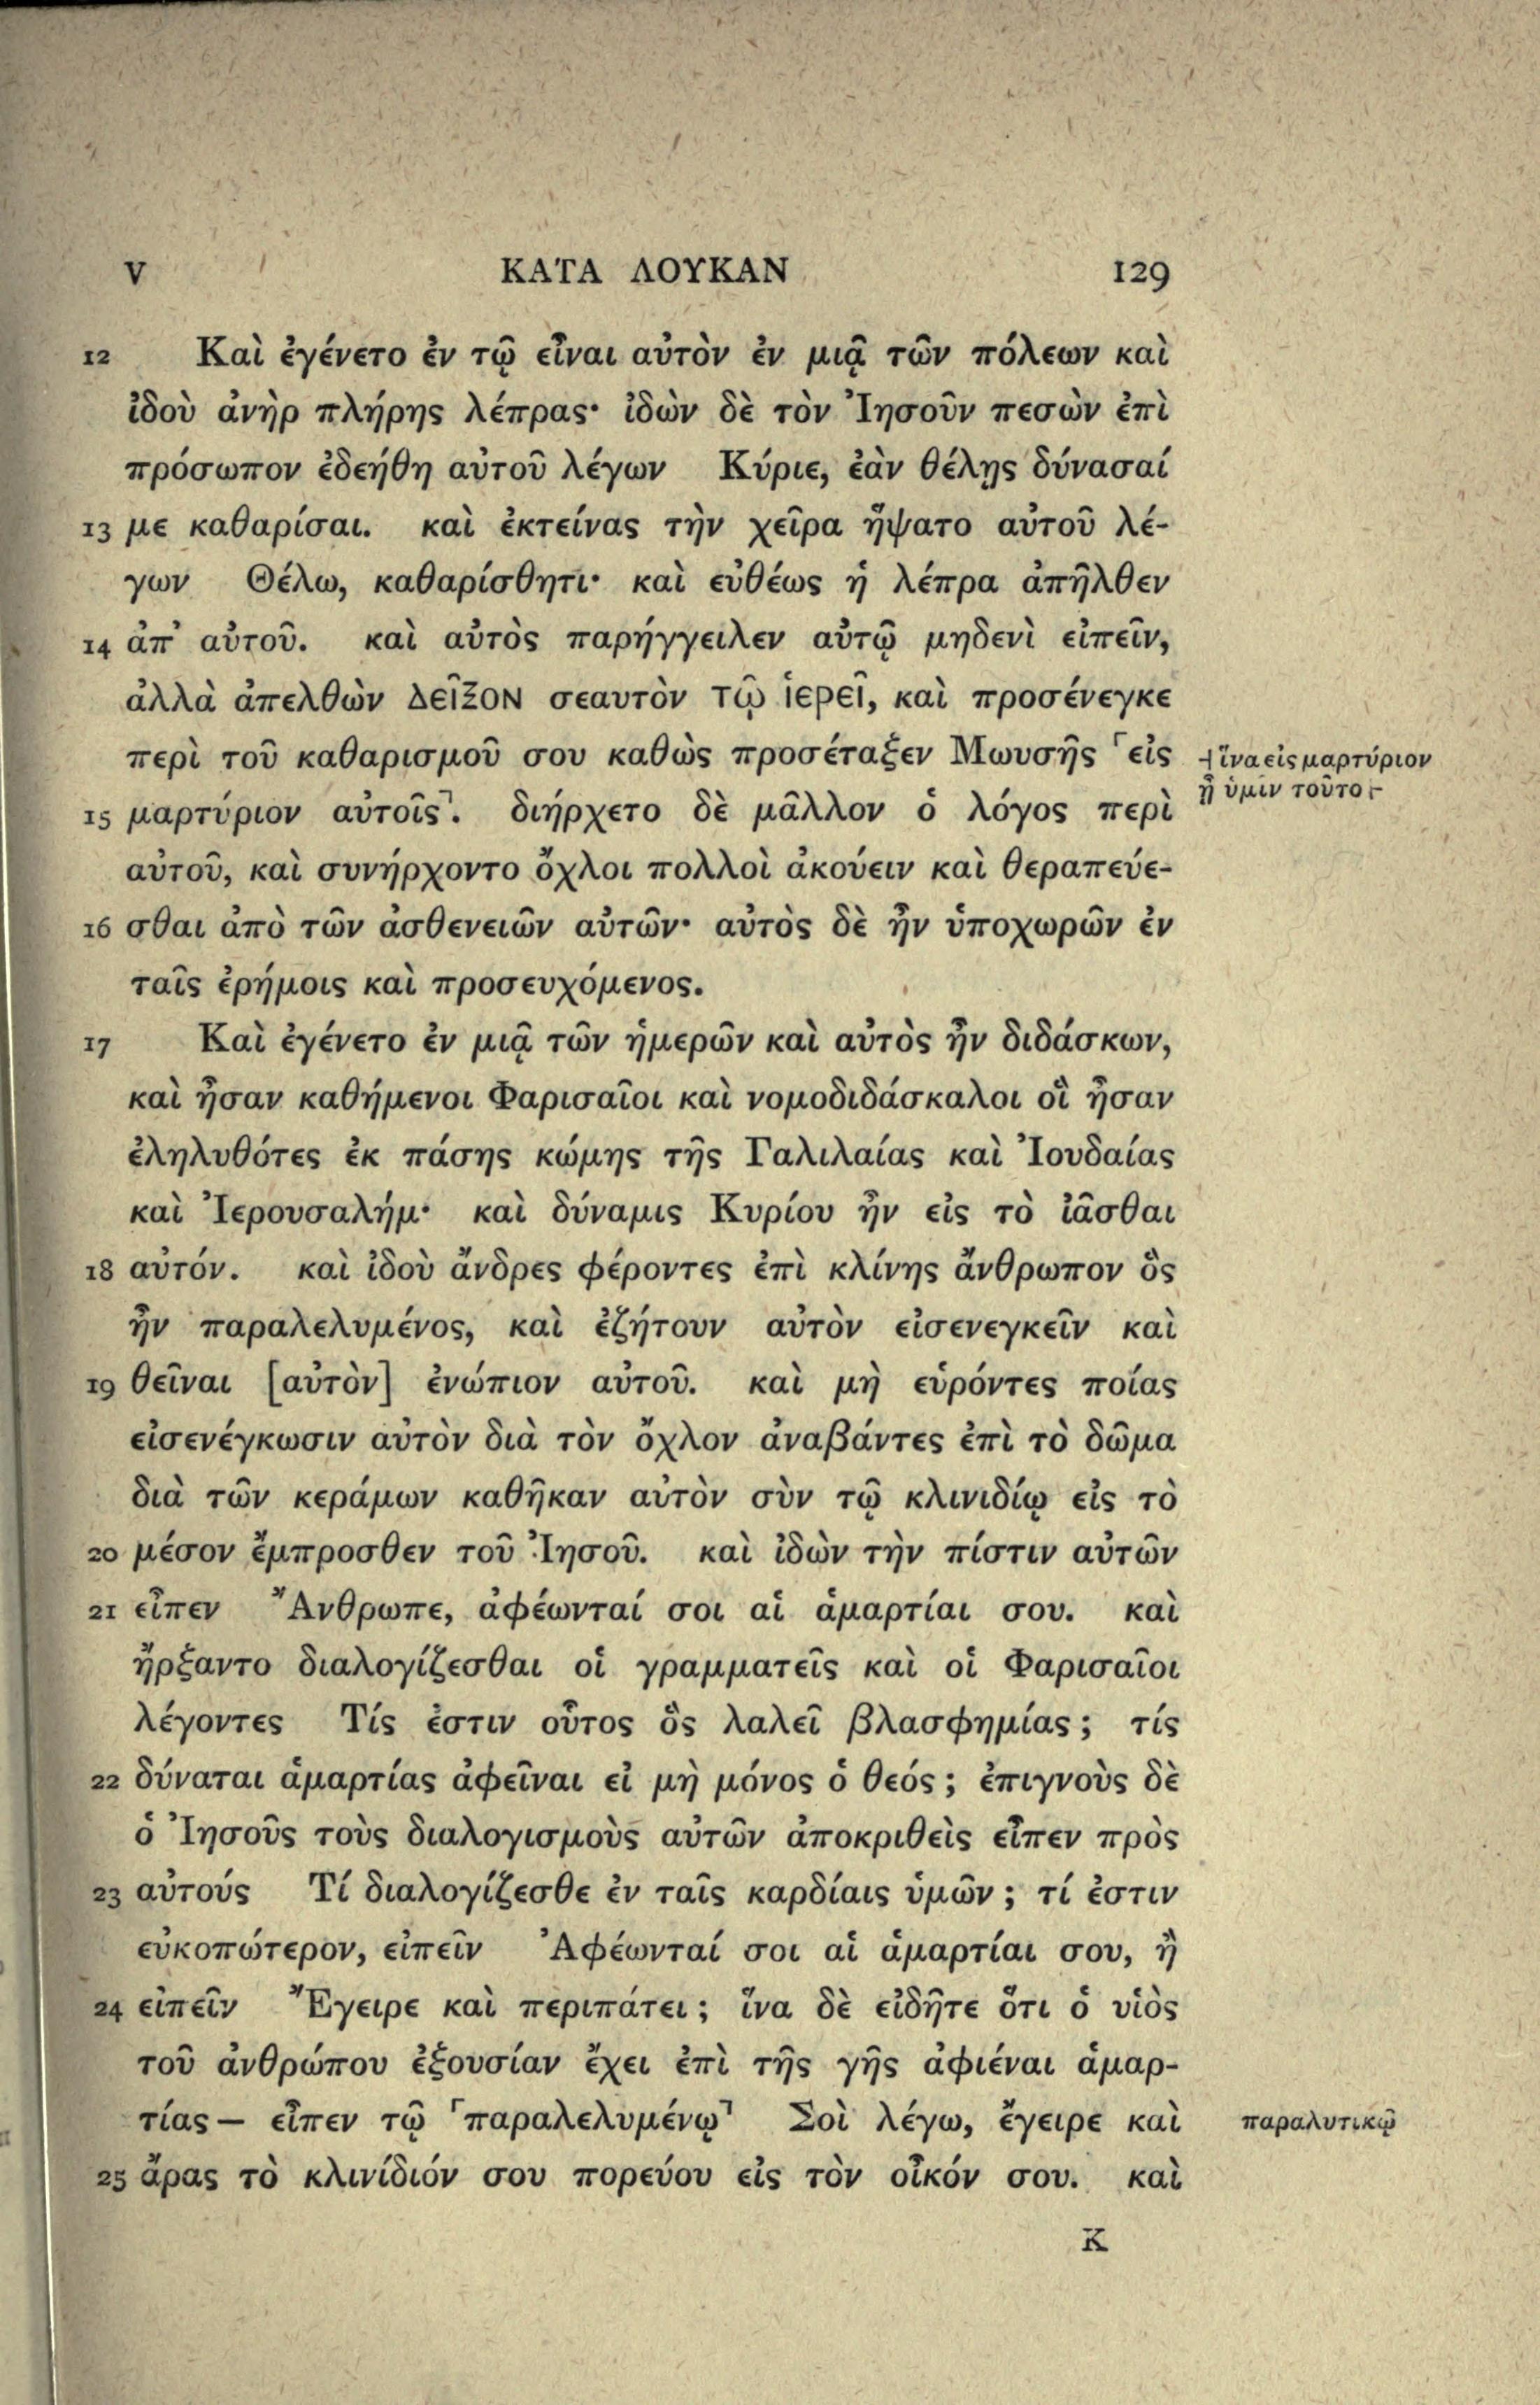 V ΚΑΤΑ ΛΟΥΚΑΝ 129
12 Καὶ ἐγένετο ἐν τῷ εἶναι αὐτὸν ἐν μιᾷ τῶν πόλεων καὶ
ἰδοὺ ἀνὴρ πλήρης λέπρας· ἰδὼν δὲ τὸν Ἰησοῦν πεσὼν ἐπὶ
πρόσωπον ἐδεήθη αὐτοῦ λέγων Κύριε, ἐὰν θέλῃς δύνασαί
13 με καθαρίσαι. καὶ ἐκτείνας τὴν χεῖρα ἥψατο αὐτοῦ λέ-
γων Θέλω, καθαρίσθητι· καὶ εὐθέως ἡ λέπρα ἀπῆλθεν
14 ἀπ' αὐτοῦ. καὶ αὐτὸς παρήγγειλεν αὐτῷ μηδενὶ εἰπεῖν,
ἀλλὰ ἀπελθὼν Δεῖξον σεαυτὸν τῷ ἱερεῖ, καὶ προσένεγκε
περὶ τοῦ καθαρισμοῦ σου καθὼς προσέταξεν Μωυσῆς ⸀εἰς ⊣ἵνα εἰς μαρτύριον
ᾖ ὑμῖν τοῦτο⊢
15 μαρτύριον αὐτοῖς⸃. διήρχετο δὲ μᾶλλον ὁ λόγος περὶ
αὐτοῦ, καὶ συνήρχοντο ὄχλοι πολλοὶ ἀκούειν καὶ θεραπεύε-
16 σθαι ἀπὸ τῶν ἀσθενειῶν αὐτῶν· αὐτὸς δὲ ἦν ὑποχωρῶν ἐν
ταῖς ἐρήμοις καὶ προσευχόμενος.
17 Καὶ ἐγένετο ἐν μιᾷ τῶν ἡμερῶν καὶ αὐτὸς ἦν διδάσκων,
καὶ ἦσαν καθήμενοι Φαρισαῖοι καὶ νομοδιδάσκαλοι οἳ ἦσαν
ἐληλυθότες ἐκ πάσης κώμης τῆς Γαλιλαίας καὶ Ἰουδαίας
καὶ Ἰερουσαλήμ· καὶ δύναμις Κυρίου ἦν εἰς τὸ ἰᾶσθαι
18 αὐτόν. καὶ ἰδοὺ ἄνδρες φέροντες ἐπὶ κλίνης ἄνθρωπον ὃς
ἦν παραλελυμένος, καὶ ἐζήτουν αὐτὸν εἰσενεγκεῖν καὶ
19 θεῖναι [αὐτὸν] ἐνώπιον αὐτοῦ. καὶ μὴ εὑρόντες ποίας
εἰσενέγκωσιν αὐτὸν διὰ τὸν ὄχλον ἀναβάντες ἐπὶ τὸ δῶμα
διὰ τῶν κεράμων καθῆκαν αὐτὸν σὺν τῷ κλινιδίῳ εἰς τὸ
20 μέσον ἔμπροσθεν τοῦ Ἰησοῦ. καὶ ἰδὼν τὴν πίστιν αὐτῶν
21 εἶπεν Ἄνθρωπε, ἀφέωνταί σοι αἱ ἁμαρτίαι σου. καὶ
ἤρξαντο διαλογίζεσθαι οἱ γραμματεῖς καὶ οἱ Φαρισαῖοι
λέγοντες Τίς ἐστιν οὗτος ὃς λαλεῖ βλασφημίας; τίς
22 δύναται ἁμαρτίας ἀφεῖναι εἰ μὴ μόνος ὁ θεός; ἐπιγνοὺς δὲ
ὁ Ἰησοῦς τοὺς διαλογισμοὺς αὐτῶν ἀποκριθεὶς εἶπεν πρὸς
23 αὐτούς Τί διαλογίζεσθε ἐν ταῖς καρδίαις ὑμῶν; τί ἐστιν
εὐκοπώτερον, εἰπεῖν Ἀφέωνταί σοι αἱ ἁμαρτίαι σου, ἢ
24 εἰπεῖν Ἔγειρε καὶ περιπάτει; ἵνα δὲ εἰδῆτε ὅτι ὁ υἱὸς
τοῦ ἀνθρώπου ἐξουσίαν ἔχει ἐπὶ τῆς γῆς ἀφιέναι ἁμαρ-
τίας — εἶπεν τῷ ⸀παραλελυμένῳ⸃ Σοὶ λέγω, ἔγειρε καὶ παραλυτικῷ
25 ἄρας τὸ κλινίδιόν σου πορεύου εἰς τὸν οἶκόν σου. καὶ
K